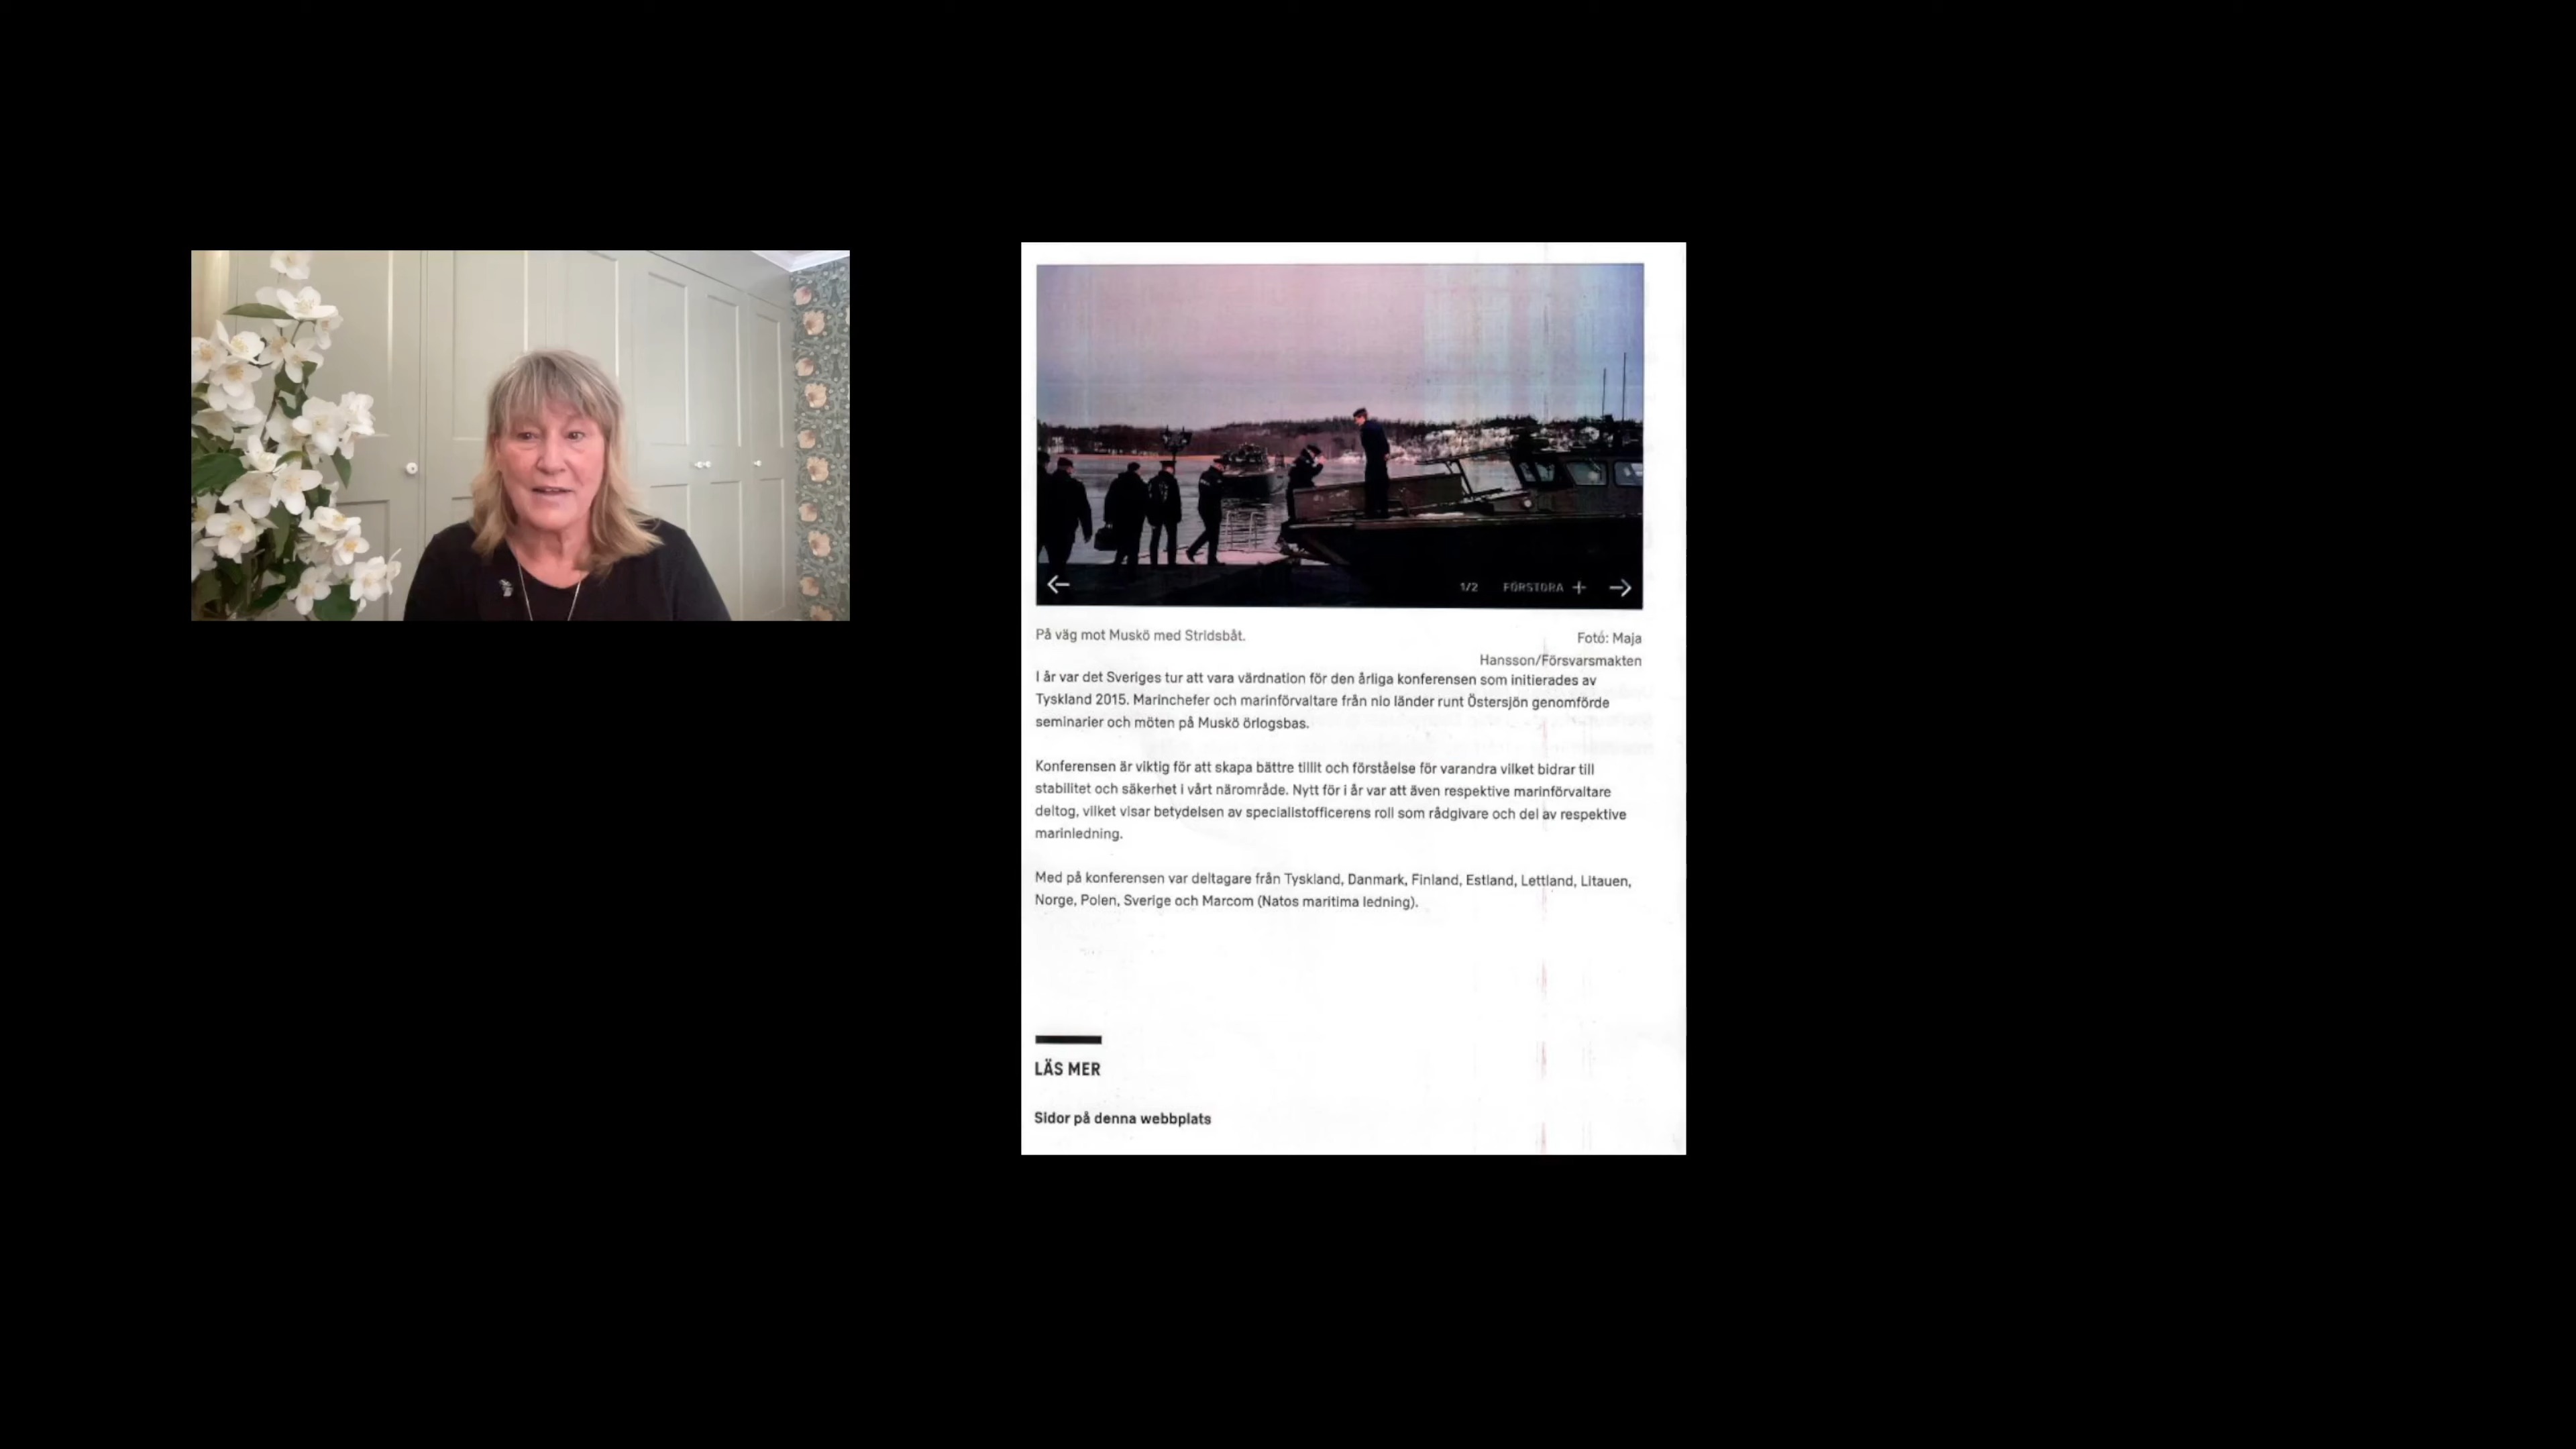 1/2 FÖRSTORA
På väg mot Muskö med Stridsbåt.
Foto: Maja
Hansson/Försvarsmakten
I år var det Sveriges tur att vara värdnation för den årliga konferensen som initierades av
Tyskland 2015. Marinchefer och marinförvaltare från nio länder runt Östersjön genomförde
seminarier och möten på Muskö örlogsbas.
Konferensen är viktig för att skapa bättre tillit och förståelse för varandra vilket bidrar till
stabilitet och säkerhet i vårt närområde. Nytt för i år var att även respektive marinförvaltare
deltog, vilket visar betydelsen av specialistofficerens roll som rådgivare och del av respektive
marinledning.
Med på konferensen var deltagare från Tyskland, Danmark, Finland, Estland, Lettland, Litauen,
Norge, Polen, Sverige och Marcom (Natos maritima ledning).
LÄS MER
Sidor på denna webbplats